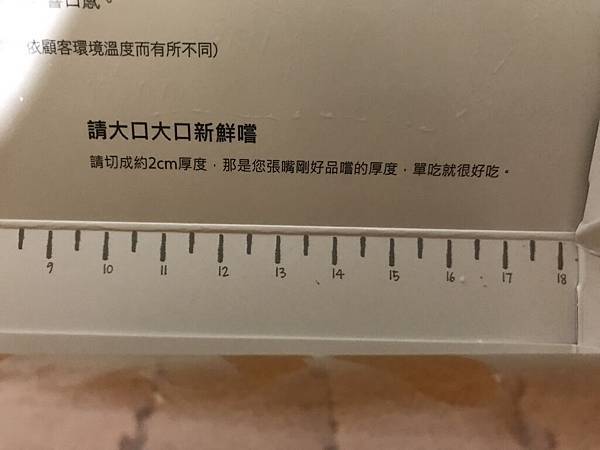 口感。
依顧客環境溫度而有所不同)
請大口大口新鮮嚐
請切成約2cm厚度，那是您張嘴剛好品嚐的厚度，單吃就很好吃。
9 10 11 12 13 14 15 16 17 18